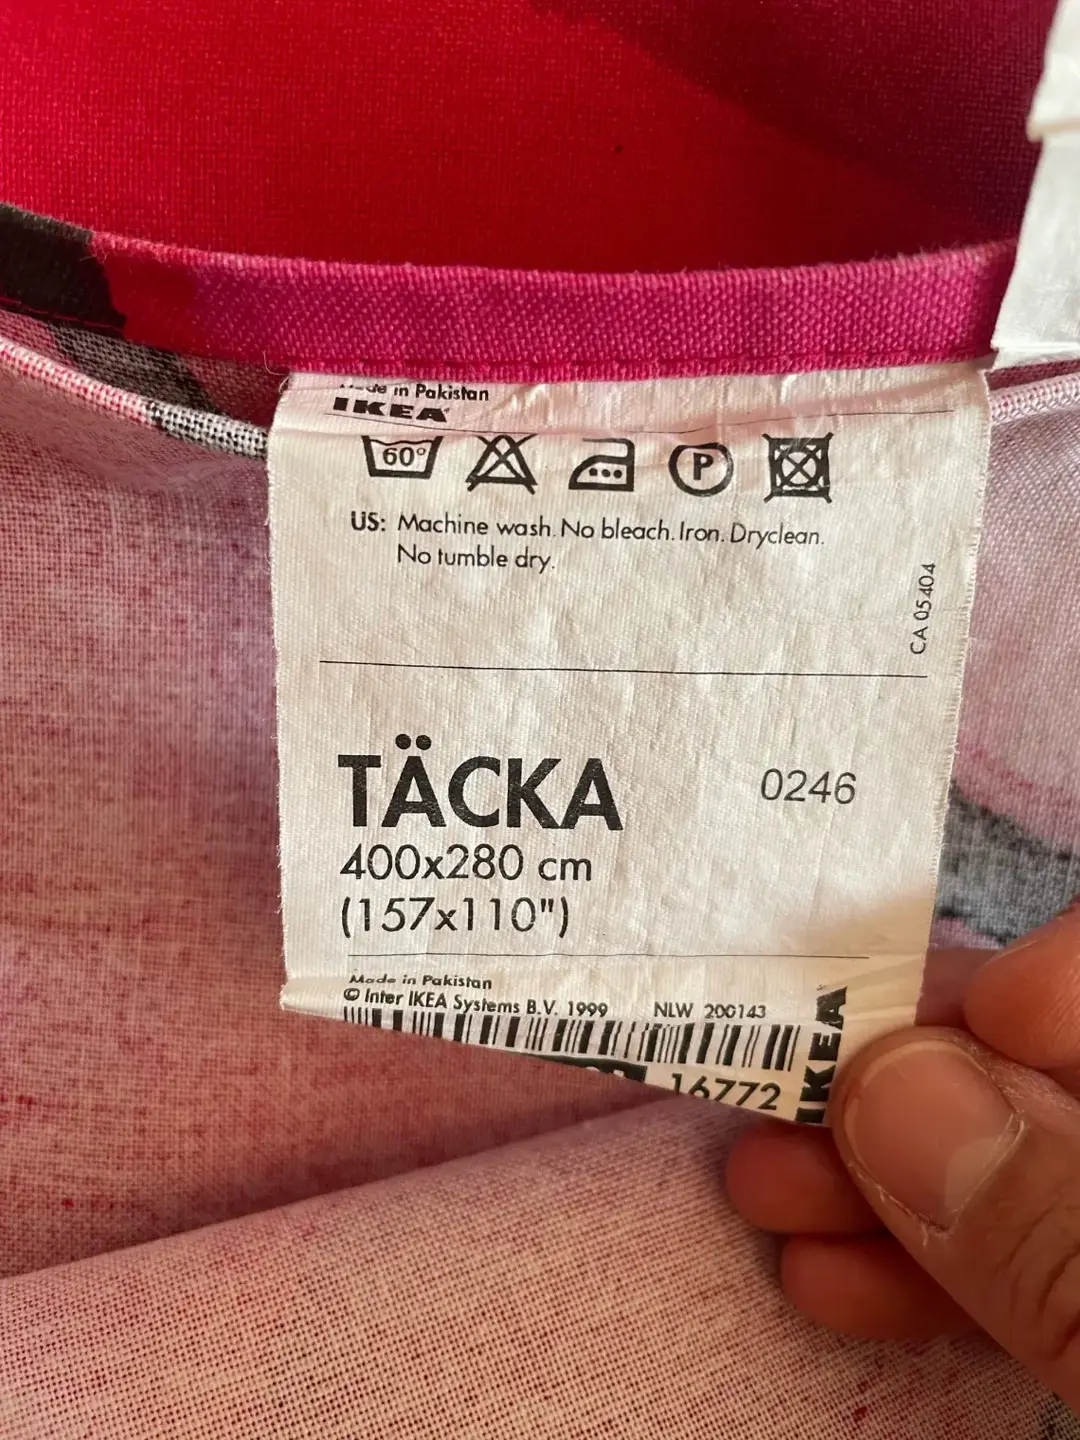 Made in Pakistan
IKEA
60° P
US: Machine wash. No bleach. Iron. Dryclean.
No tumble dry.
CA 05404
TÄCKA 0246
400x280 cm
(157x110")
Made in Pakistan
© Inter IKEA Systems B.V. 1999 NLW 200143
16772
IKEA